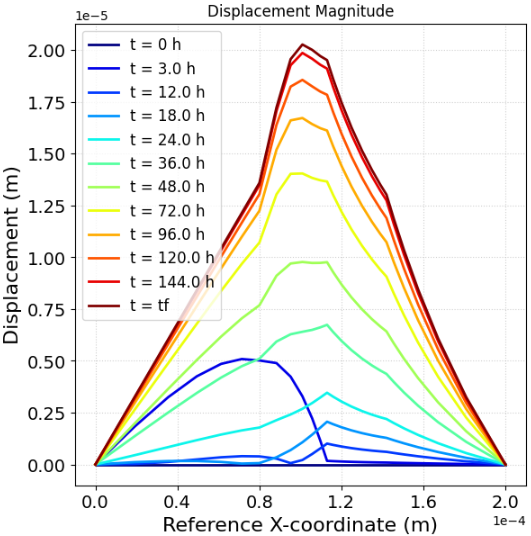 Displacement Magnitude
1e−5
2.00
1.75
1.50
1.25
1.00
0.75
0.50
0.25
0.00
Displacement (m)
t = 0 h
t = 3.0 h
t = 12.0 h
t = 18.0 h
t = 24.0 h
t = 36.0 h
t = 48.0 h
t = 72.0 h
t = 96.0 h
t = 120.0 h
t = 144.0 h
t = tf
0.0 0.4 0.8 1.2 1.6 2.0
1e−4
Reference X-coordinate (m)